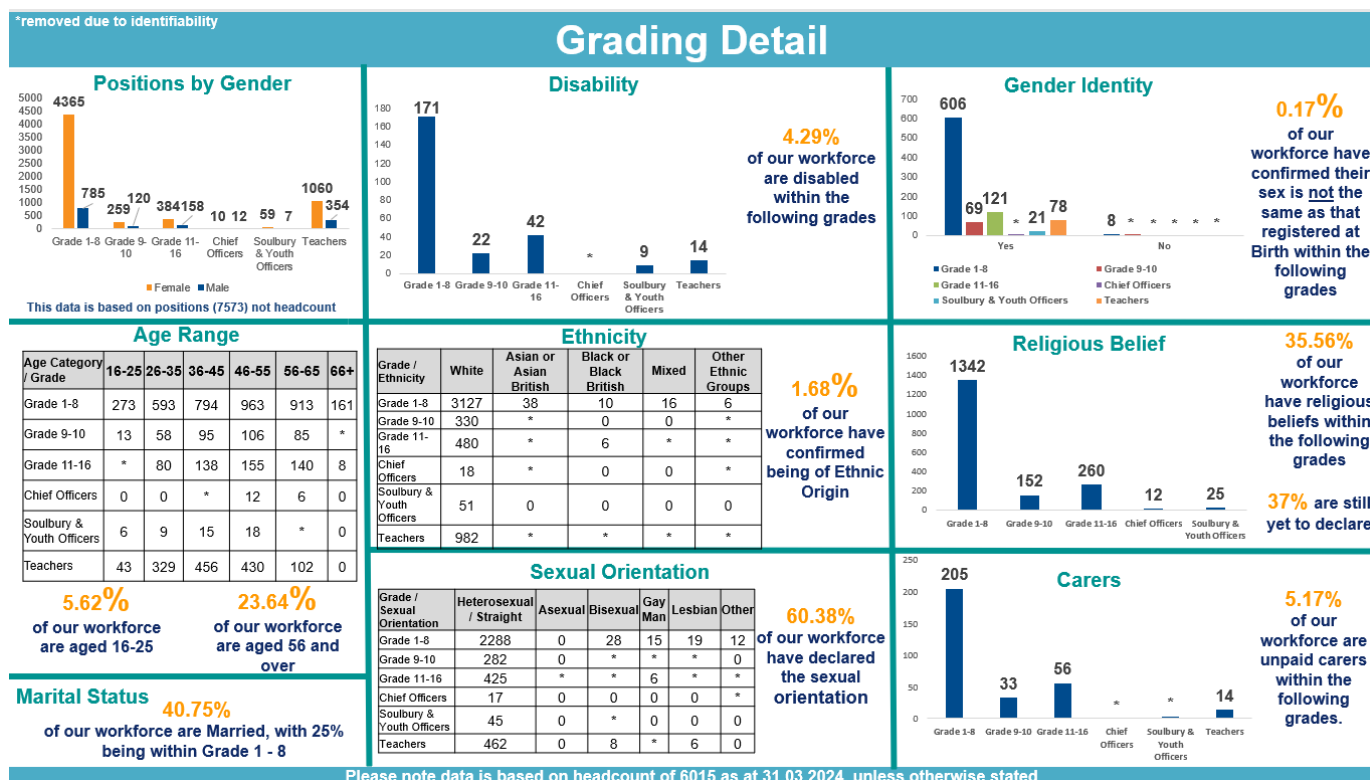 *removed due to identifiability
Grading Detail
Positions by Gender
5000
4500
4000
3500
3000
2500
2000
1500
1000
500
0
4365
785
259
120
384
158
10
12
59
7
1060
354
Grade 1-8
Grade 9-
10
Grade 11-
16
Chief
Officers
Soulbury
& Youth
Officers
Teachers
Female
Male
This data is based on positions (7573) not headcount
Disability
180
160
140
120
100
80
60
40
20
0
171
22
42
*
9
14
Grade 1-8
Grade 9-10
Grade 11-
16
Chief
Officers
Soulbury
& Youth
Officers
Teachers
4.29%
of our workforce
are disabled
within the
following grades
Gender Identity
700
600
500
400
300
200
100
0
606
69
121
*
21
78
8
*
*
*
*
*
Yes
No
Grade 1-8
Grade 9-10
Grade 11-16
Chief Officers
Soulbury & Youth Officers
Teachers
0.17%
of our
workforce have
confirmed their
sex is not the
same as that
registered at
Birth within the
following
grades
Age Range
Age Category
/ Grade
16-25
26-35
36-45
46-55
56-65
66+
Grade 1-8 273 593 794 963 913 161
Grade 9-10 13 58 95 106 85 *
Grade 11-16 * 80 138 155 140 8
Chief Officers 0 0 * 12 6 0
Soulbury &
Youth Officers 6 9 15 18 * 0
Teachers 43 329 456 430 102 0
5.62%
of our workforce
are aged 16-25
23.64%
of our workforce
are aged 56 and
over
Marital Status
40.75%
of our workforce are Married, with 25%
being within Grade 1 - 8
Ethnicity
Grade /
Ethnicity
White
Asian or
Asian
British
Black or
Black
British
Mixed
Other
Ethnic
Groups
Grade 1-8 3127 38 10 16 6
Grade 9-10 330 * 0 0 *
Grade 11-
16 480 * 6 * *
Chief
Officers 18 * 0 0 *
Soulbury &
Youth
Officers 51 0 0 0 0
Teachers 982 * * * *
1.68%
of our
workforce have
confirmed
being of Ethnic
Origin
Sexual Orientation
Grade /
Sexual
Orientation
Heterosexual
/ Straight
Asexual
Bisexual
Gay
Man
Lesbian
Other
Grade 1-8 2288 0 28 15 19 12
Grade 9-10 282 0 * * * 0
Grade 11-16 425 * * 6 * *
Chief Officers 17 0 0 0 0 *
Soulbury &
Youth Officers 45 0 * 0 0 0
Teachers 462 0 8 * 6 0
60.38%
of our workforce
have declared
the sexual
orientation
Religious Belief
1600
1400
1200
1000
800
600
400
200
0
1342
152
260
12
25
Grade 1-8
Grade 9-10
Grade 11-16
Chief Officers
Soulbury &
Youth Officers
35.56%
of our
workforce
have religious
beliefs within
the following
grades
37% are still
yet to declare
Carers
250
200
150
100
50
0
205
33
56
*
*
14
Grade 1-8
Grade 9-10
Grade 11-16
Chief
Officers
Soulbury &
Youth
Officers
Teachers
5.17%
of our
workforce are
unpaid carers
within the
following
grades.
Please note data is based on headcount of 6015 as at 31.03.2024, unless otherwise stated